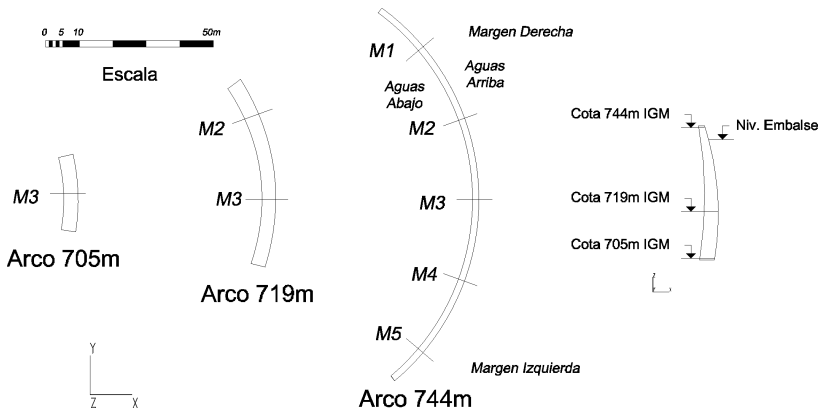 0 5 10 50m
Escala
M1
Margen Derecha
Aguas
Arriba
Aguas
Abajo
M2
M2
M3
M3
M3
M4
M5
Arco 705m
Arco 719m
Arco 744m
Margen Izquierda
Cota 744m IGM
Niv. Embalse
Cota 719m IGM
Cota 705m IGM
Y
Z X